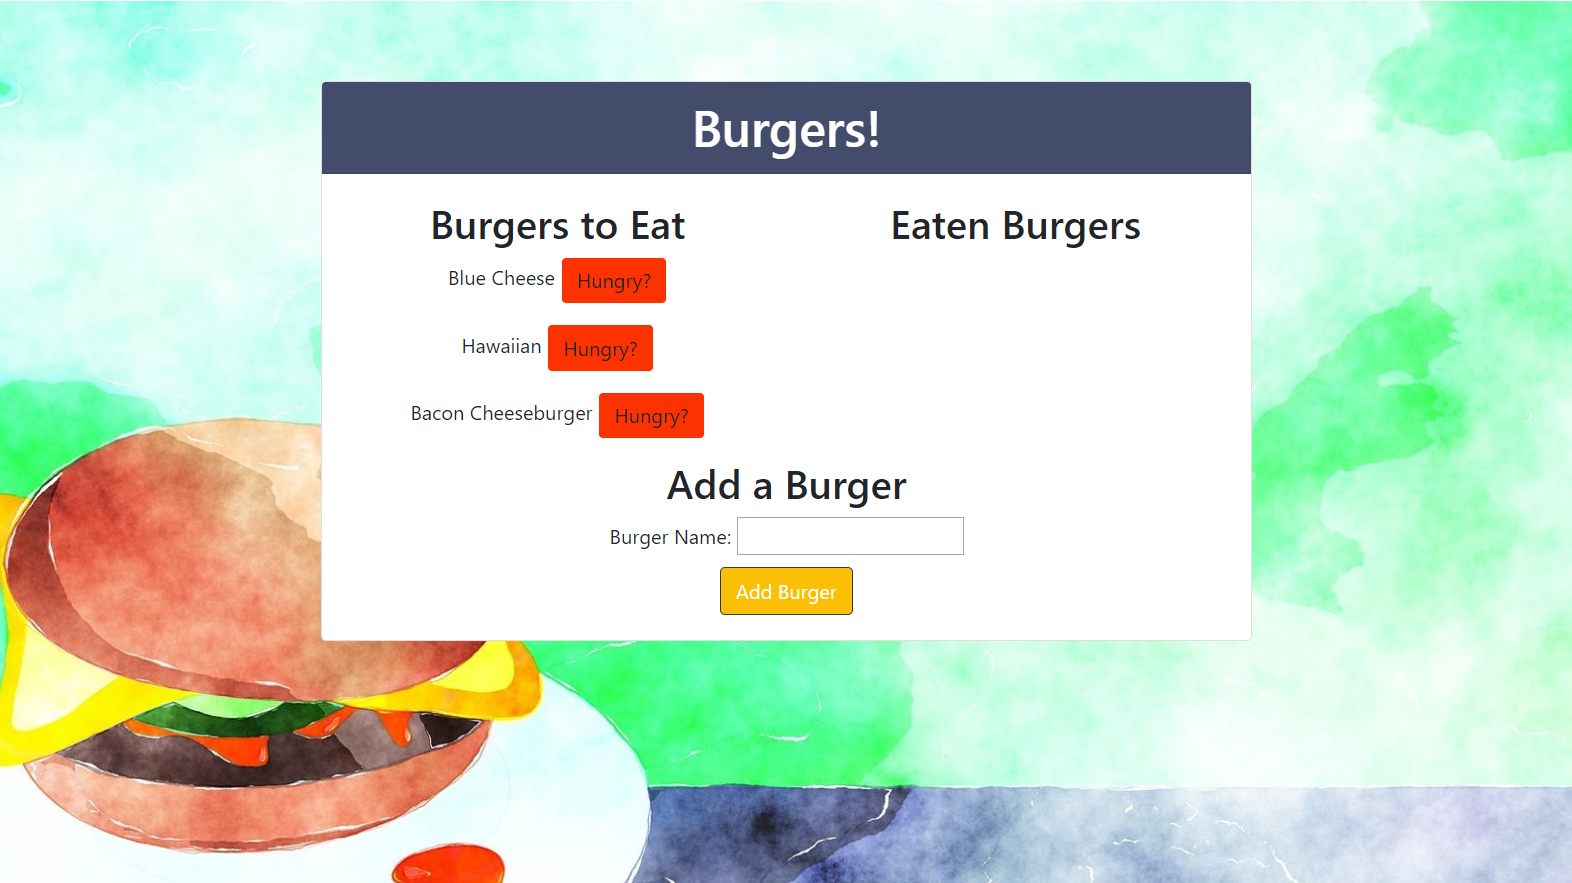 Burgers!
Burgers to Eat
Blue Cheese Hungry?
Hawaiian Hungry?
Bacon Cheeseburger Hungry?
Eaten Burgers
Add a Burger
Burger Name:
Add Burger